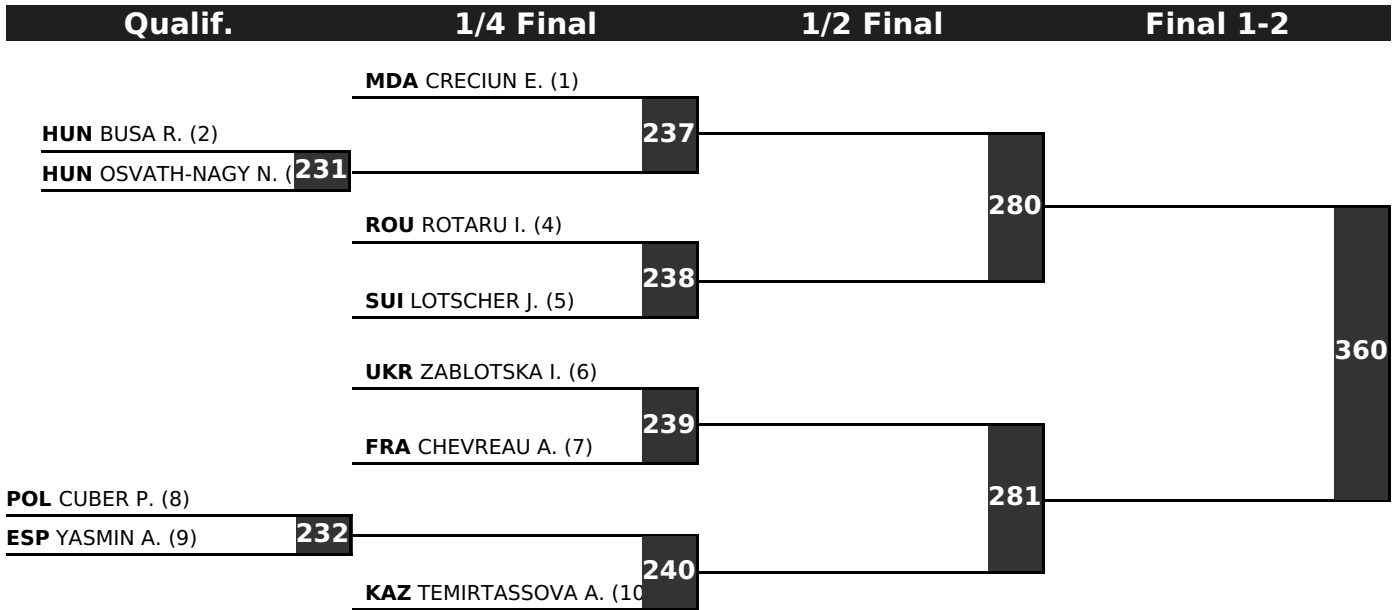 Qualif. 1/4 Final 1/2 Final Final 1-2
MDA CRECIUN E. (1)
HUN BUSA R. (2)
237
HUN OSVATH-NAGY N. (
231
280
ROU ROTARU I. (4)
238
SUI LOTSCHER J. (5)
360
UKR ZABLOTSKA I. (6)
239
FRA CHEVREAU A. (7)
281
POL CUBER P. (8)
ESP YASMIN A. (9)
232
240
KAZ TEMIRTASSOVA A. (10